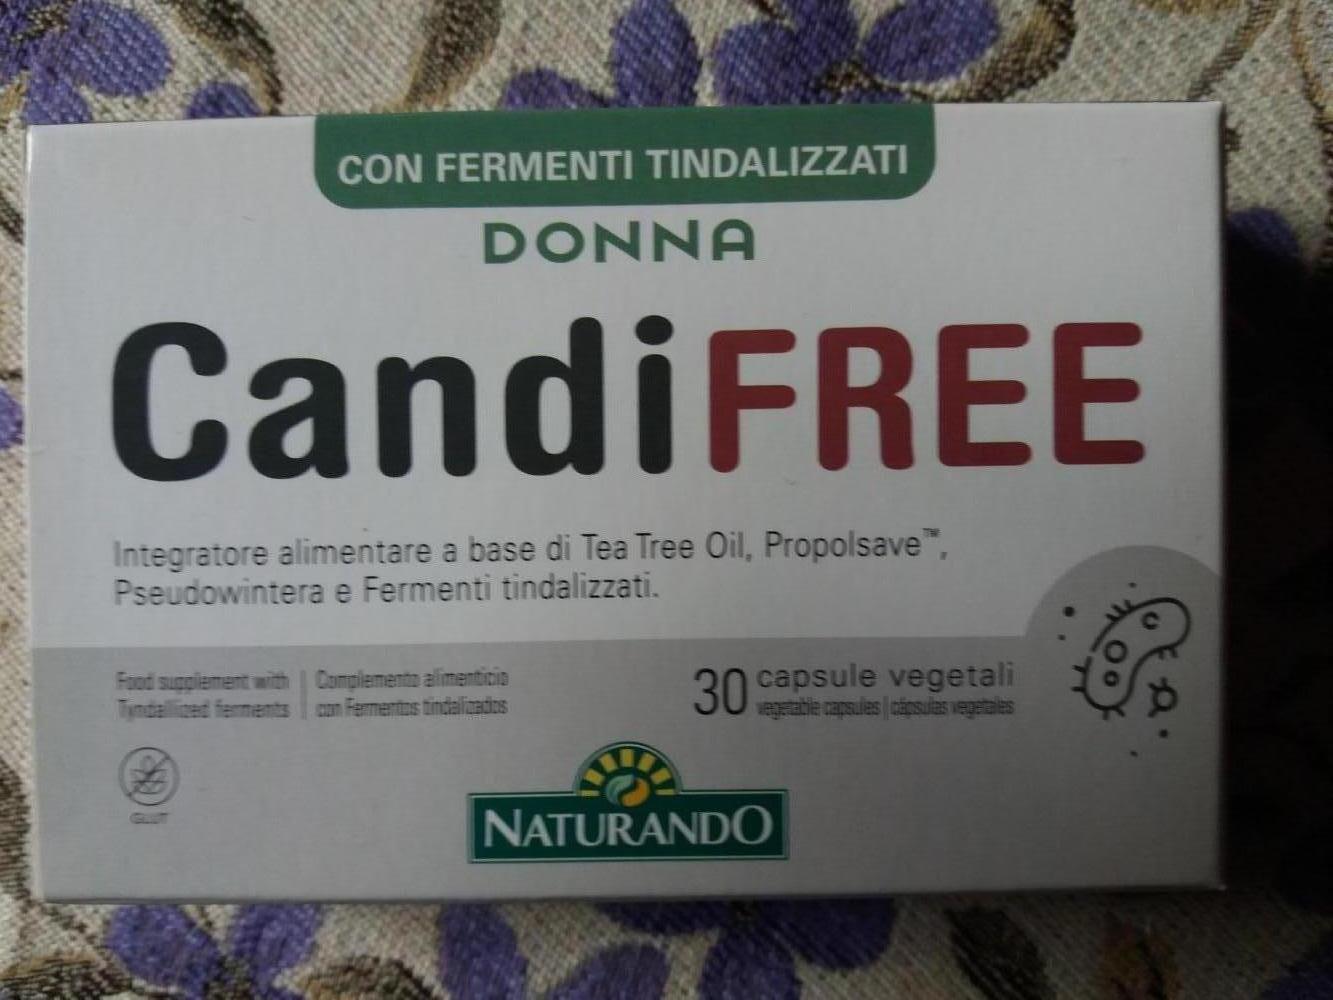 CON FERMENTI TINDALIZZATI
DONNA
CandiFREE
Integratore alimentare a base di Tea Tree Oil, Propolsave™,
Pseudowintera e Fermenti tindalizzati.
Food supplement with
Tyndallized ferments
Complemento alimenticio
con Fermentos tindalizados
30 capsule vegetali
vegetable capsules | cápsulas vegetales
GLUT
NATURANDO